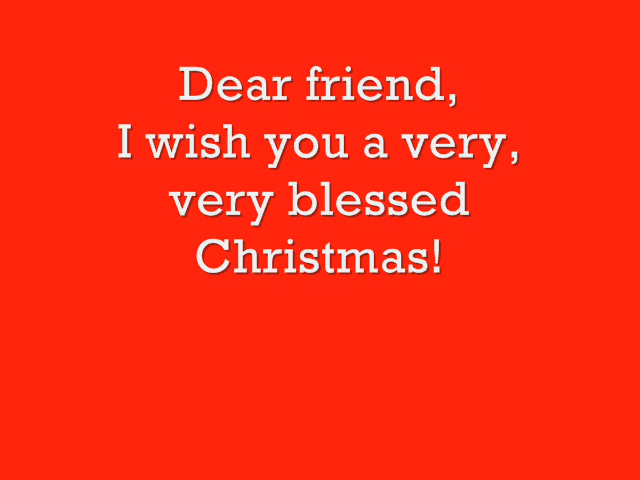 Dear friend,
I wish you a very,
very blessed
Christmas!